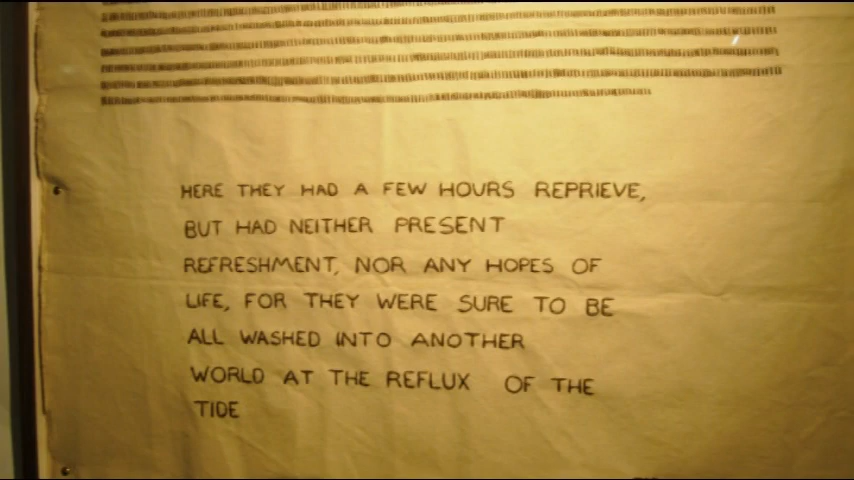 HERE THEY HAD A FEW HOURS REPRIEVE,
BUT HAD NEITHER PRESENT
REFRESHMENT, NOR ANY HOPES OF
LIFE, FOR THEY WERE SURE TO BE
ALL WASHED INTO ANOTHER
WORLD AT THE REFLUX OF THE
TIDE